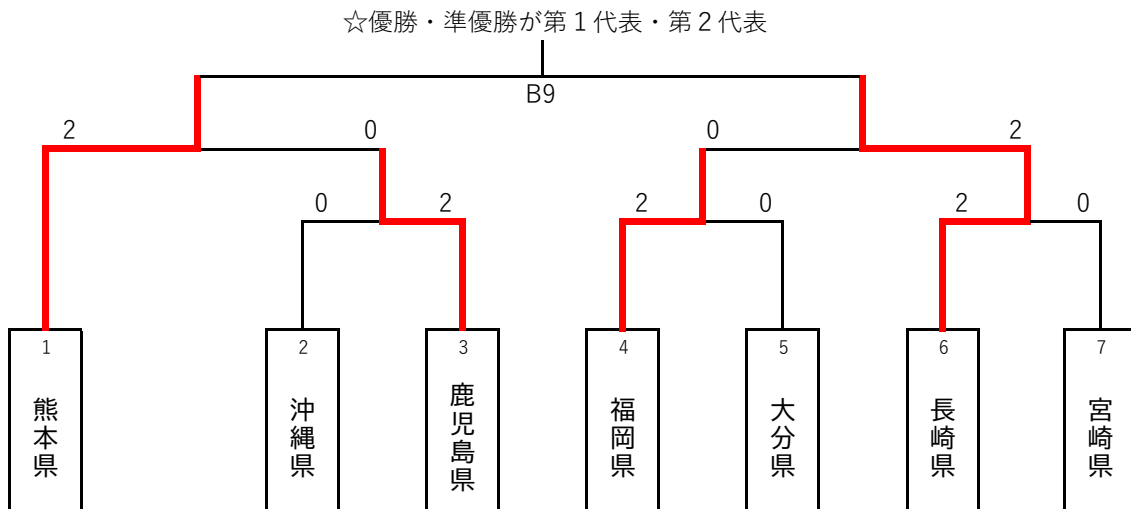 ☆優勝・準優勝が第１代表・第２代表
B9
2 0 0 2
0 2 2 0 2 0
1 2 3 4 5 6 7
熊本県
沖縄県
鹿児島県
福岡県
大分県
長崎県
宮崎県